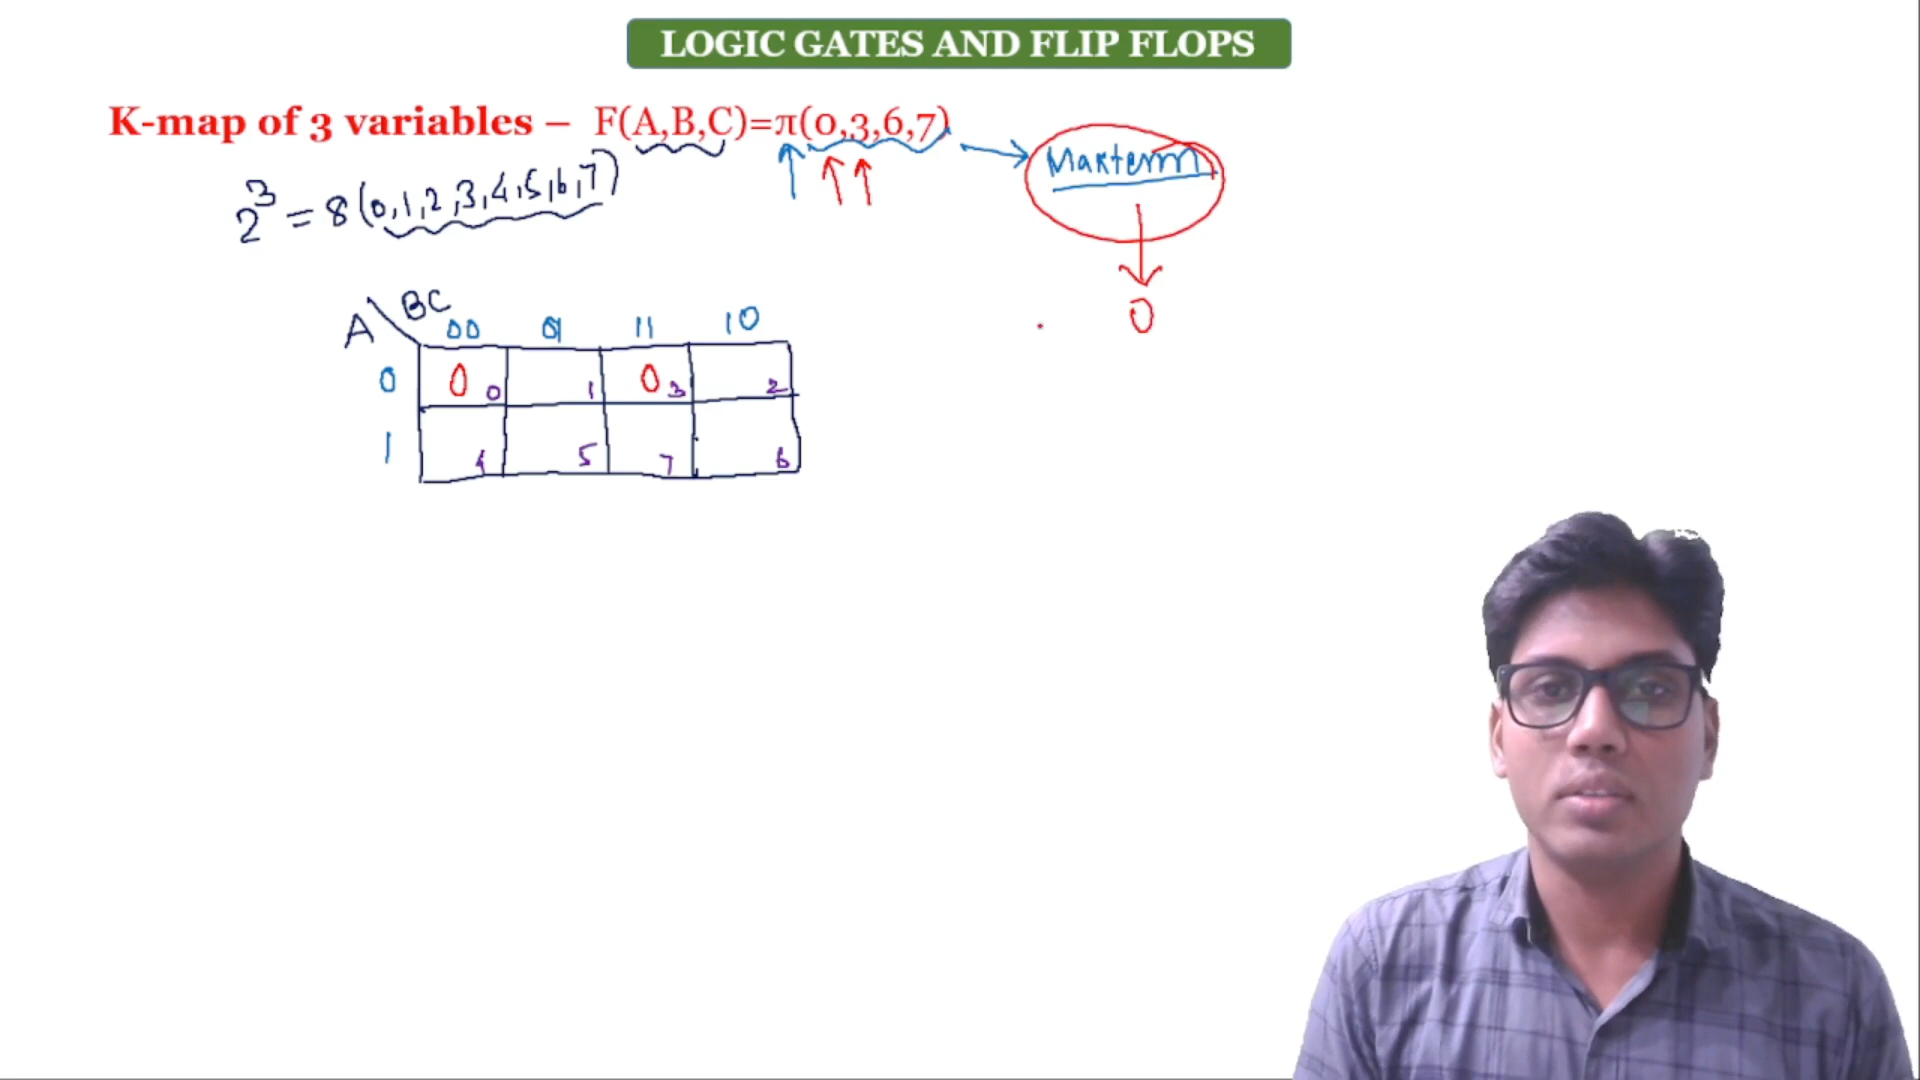 LOGIC GATES AND FLIP FLOPS
K-map of 3 variables – F(A,B,C)=π(0,3,6,7)
Maxterm
2³ = 8 (0,1,2,3,4,5,6,7)
0
A \ BC
00 01 11 10
0 0 0 1 0 3 2
1 4 5 7 6